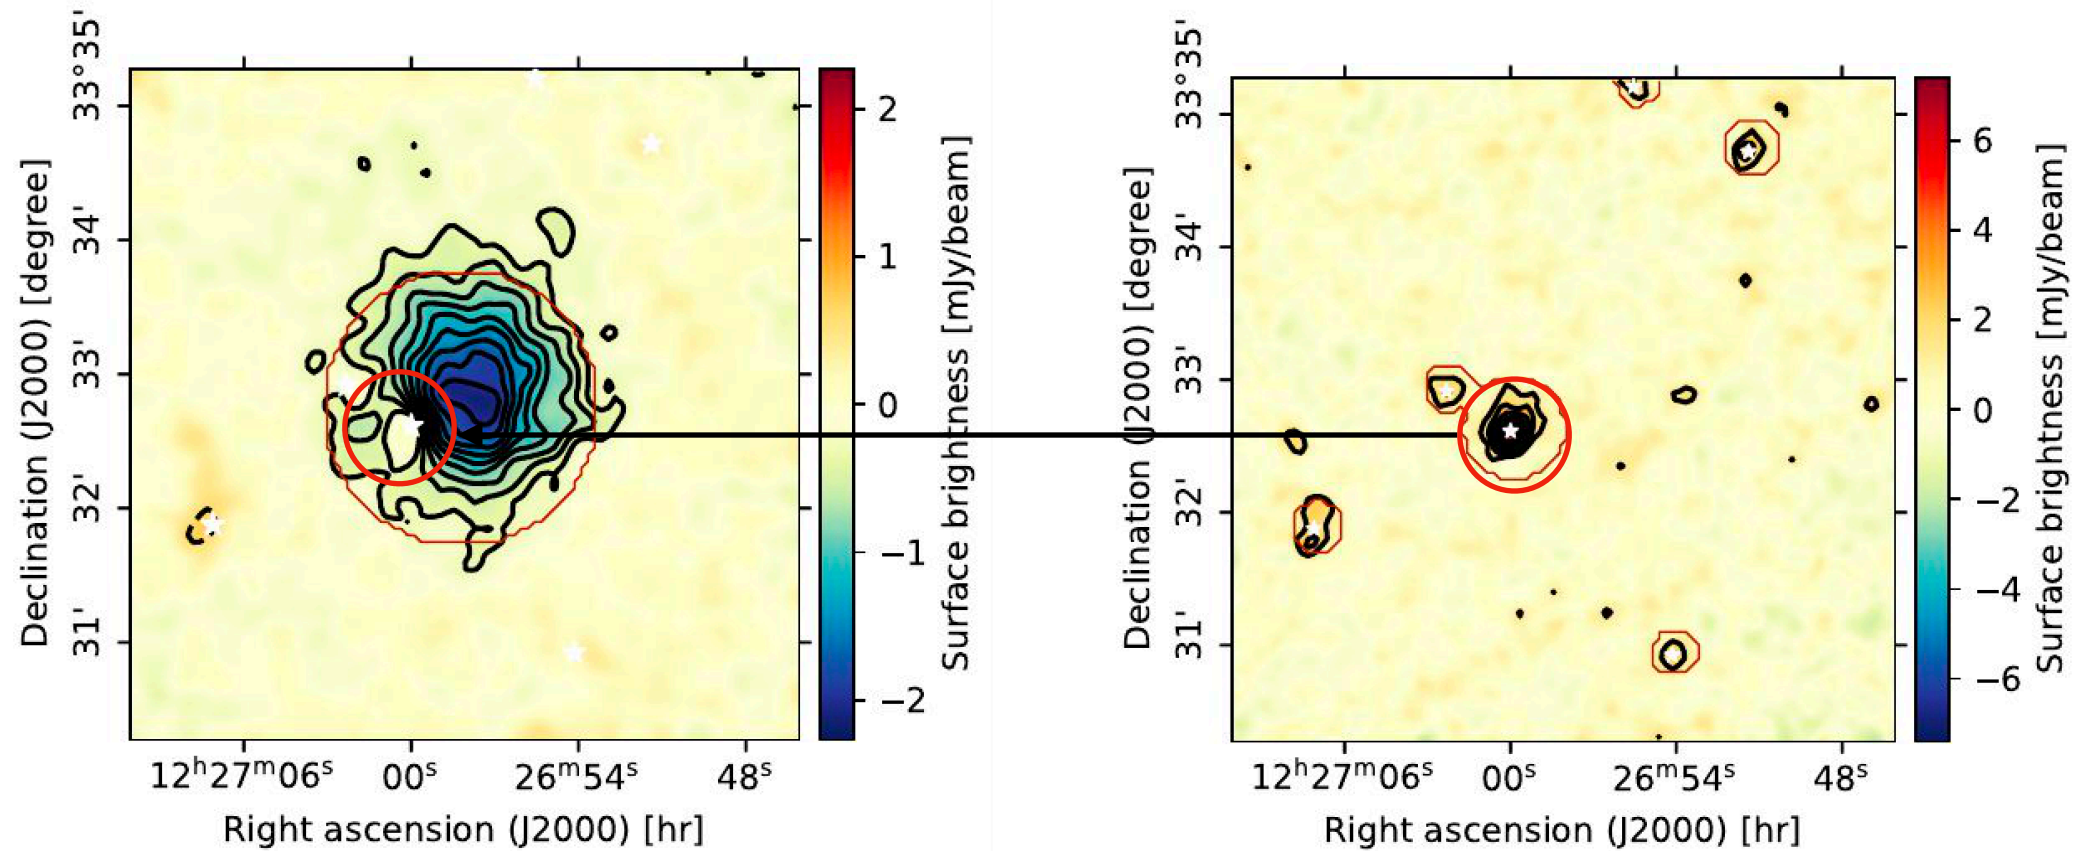 33°35'
34'
33'
32'
31'
Declination (J2000) [degree]
12ʰ27ᵐ06ˢ 00ˢ 26ᵐ54ˢ 48ˢ
Right ascension (J2000) [hr]
2
1
0
−1
−2
Surface brightness [mJy/beam]
33°35'
34'
33'
32'
31'
Declination (J2000) [degree]
12ʰ27ᵐ06ˢ 00ˢ 26ᵐ54ˢ 48ˢ
Right ascension (J2000) [hr]
6
4
2
0
−2
−4
−6
Surface brightness [mJy/beam]